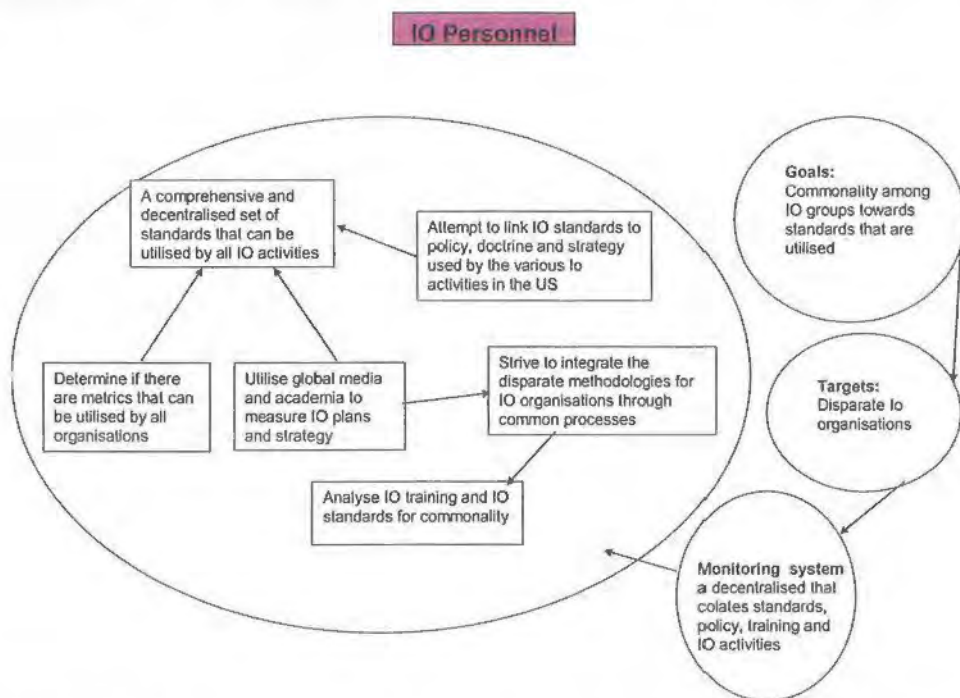 IO Personnel
A comprehensive and
decentralised set of
standards that can be
utilised by all IO activities
Attempt to link IO standards to
policy, doctrine and strategy
used by the various Io
activities in the US
Goals:
Commonality among
IO groups towards
standards that are
utilised
Determine if there
are metrics that can
be utilised by all
organisations
Utilise global media
and academia to
measure IO plans
and strategy
Strive to integrate the
disparate methodologies for
IO organisations through
common processes
Targets:
Disparate Io
organisations
Analyse IO training and IO
standards for commonality
Monitoring system
a decentralised that
colates standards,
policy, training and
IO activities